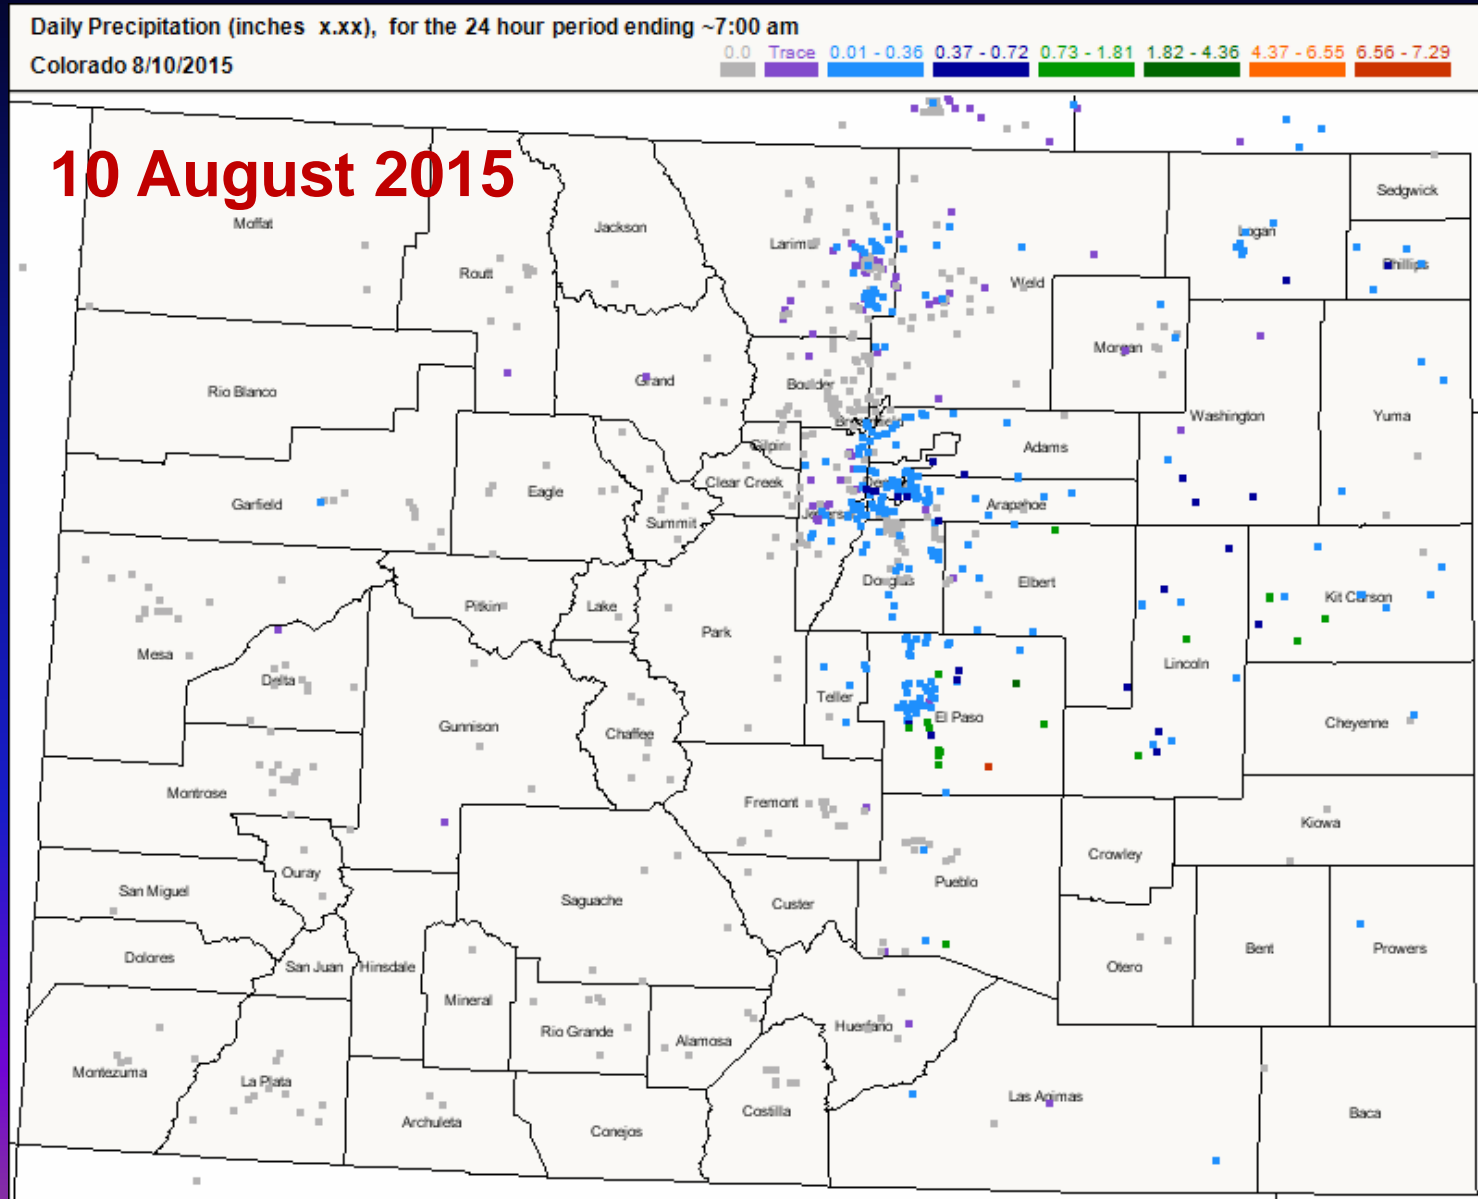 Daily Precipitation (inches x.xx), for the 24 hour period ending ~7:00 am
Colorado 8/10/2015
0.0 Trace 0.01 - 0.36 0.37 - 0.72 0.73 - 1.81 1.82 - 4.36 4.37 - 6.55 6.56 - 7.29
10 August 2015
Sedgwick
Moffat
Jackson
Larimer
Logan
Phillips
Routt
Weld
Morgan
Rio Blanco
Grand
Boulder
Washington
Yuma
Broomfield
Gilpin
Adams
Clear Creek
Denver
Garfield
Eagle
Summit
Jefferson
Arapahoe
Pitkin
Lake
Douglas
Elbert
Kit Carson
Park
Mesa
Delta
Lincoln
Teller
El Paso
Gunnison
Chaffee
Cheyenne
Montrose
Fremont
Kiowa
Crowley
Ouray
San Miguel
Saguache
Custer
Pueblo
Dolores
San Juan
Hinsdale
Otero
Bent
Prowers
Mineral
Rio Grande
Alamosa
Huerfano
Montezuma
La Plata
Archuleta
Conejos
Costilla
Las Animas
Baca